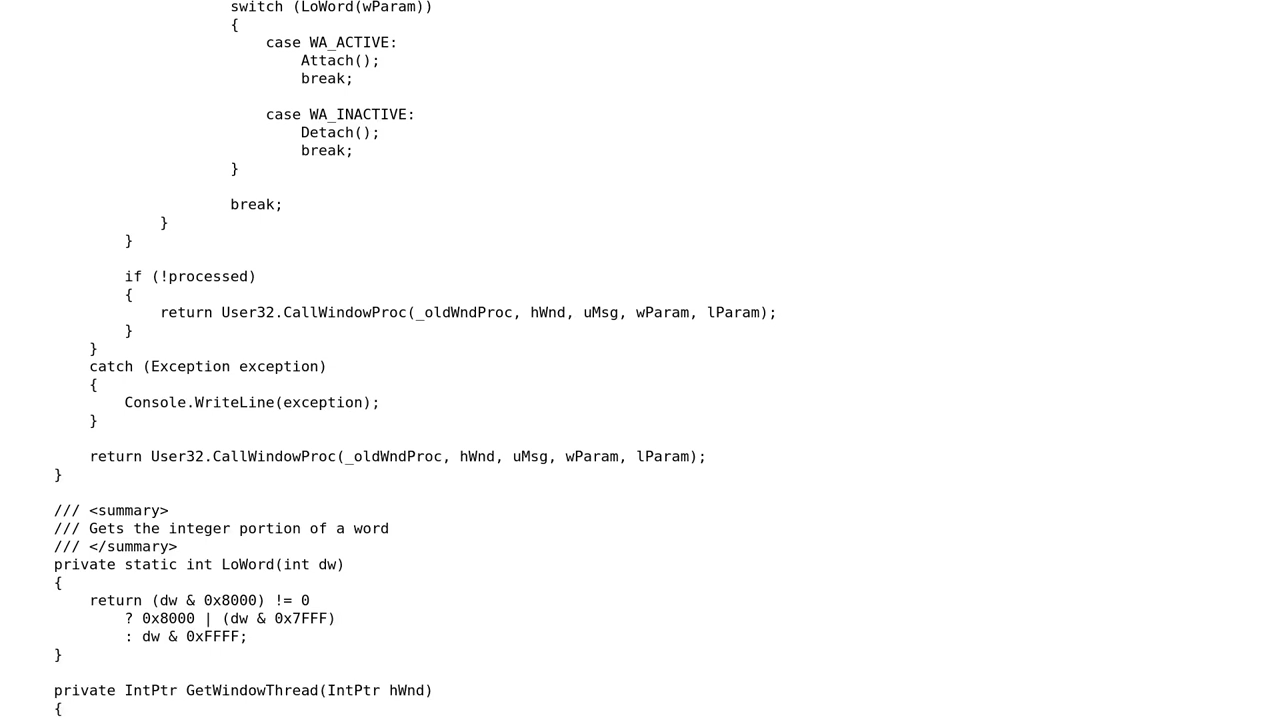 switch (LoWord(wParam))
{
case WA_ACTIVE:
Attach();
break;
case WA_INACTIVE:
Detach();
break;
}
break;
}
}
if (!processed)
{
return User32.CallWindowProc(_oldWndProc, hWnd, uMsg, wParam, lParam);
}
}
catch (Exception exception)
{
Console.WriteLine(exception);
}
return User32.CallWindowProc(_oldWndProc, hWnd, uMsg, wParam, lParam);
}
/// <summary>
/// Gets the integer portion of a word
/// </summary>
private static int LoWord(int dw)
{
return (dw & 0x8000) != 0
? 0x8000 | (dw & 0x7FFF)
: dw & 0xFFFF;
}
private IntPtr GetWindowThread(IntPtr hWnd)
{